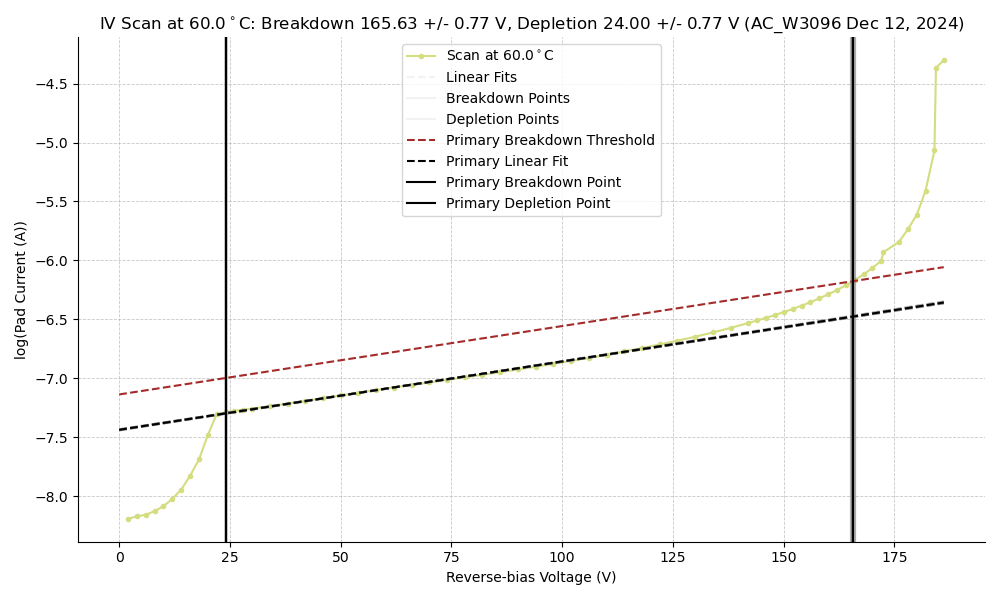 IV Scan at 60.0°C: Breakdown 165.63 +/- 0.77 V, Depletion 24.00 +/- 0.77 V (AC_W3096 Dec 12, 2024)
Scan at 60.0°C
Linear Fits
Breakdown Points
Depletion Points
Primary Breakdown Threshold
Primary Linear Fit
Primary Breakdown Point
Primary Depletion Point
log(Pad Current (A))
−4.5
−5.0
−5.5
−6.0
−6.5
−7.0
−7.5
−8.0
0 25 50 75 100 125 150 175
Reverse-bias Voltage (V)